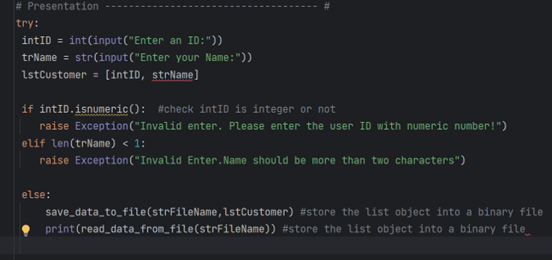 # Presentation ------------------------------------ #
try:
intID = int(input("Enter an ID:"))
trName = str(input("Enter your Name:"))
lstCustomer = [intID, strName]
if intID.isnumeric(): #check intID is integer or not
raise Exception("Invalid enter. Please enter the user ID with numeric number!")
elif len(trName) < 1:
raise Exception("Invalid Enter.Name should be more than two characters")
else:
save_data_to_file(strFileName,lstCustomer) #store the list object into a binary file
print(read_data_from_file(strFileName)) #store the list object into a binary file